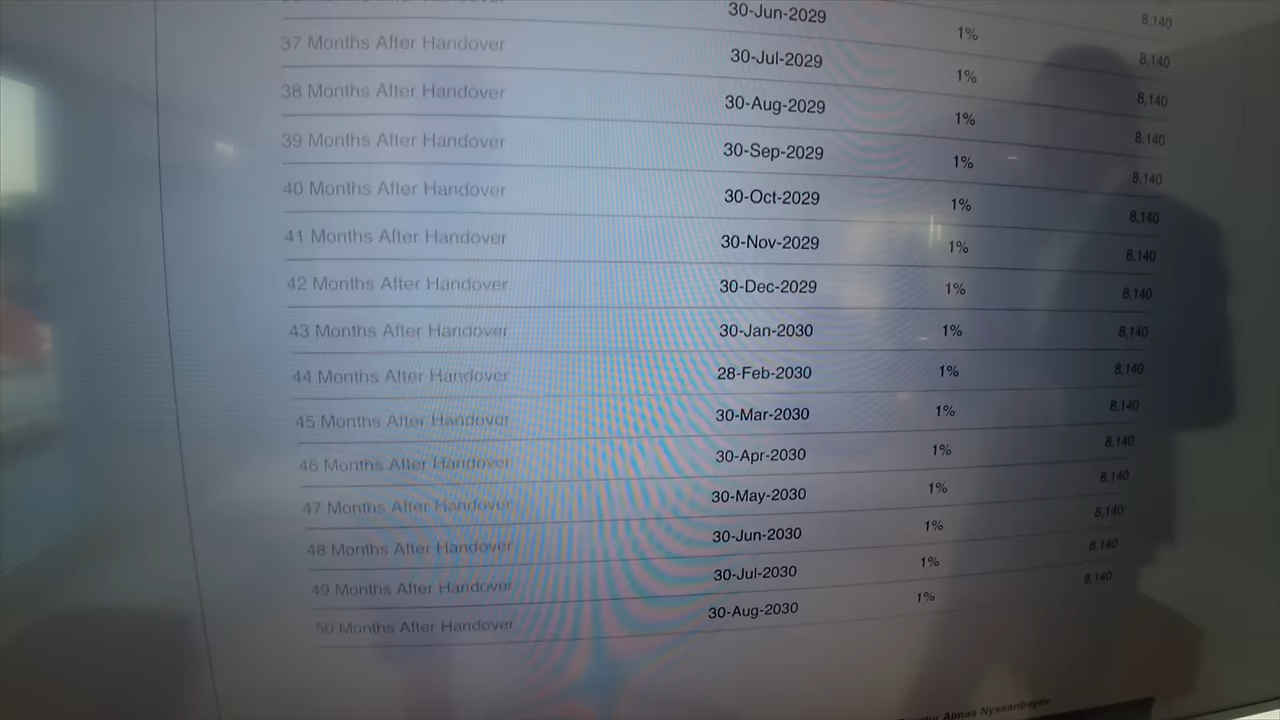 8,140
30-Jun-2029 1% 8,140
37 Months After Handover 30-Jul-2029 1% 8,140
38 Months After Handover 30-Aug-2029 1% 8,140
39 Months After Handover 30-Sep-2029 1% 8,140
40 Months After Handover 30-Oct-2029 1% 8,140
41 Months After Handover 30-Nov-2029 1% 8,140
42 Months After Handover 30-Dec-2029 1% 8,140
43 Months After Handover 30-Jan-2030 1% 8,140
44 Months After Handover 28-Feb-2030 1% 8,140
45 Months After Handover 30-Mar-2030 1% 8,140
46 Months After Handover 30-Apr-2030 1% 8,140
47 Months After Handover 30-May-2030 1% 8,140
48 Months After Handover 30-Jun-2030 1% 8,140
49 Months After Handover 30-Jul-2030 1% 8,140
50 Months After Handover 30-Aug-2030 1% 8,140
Almas Nyssanbayev